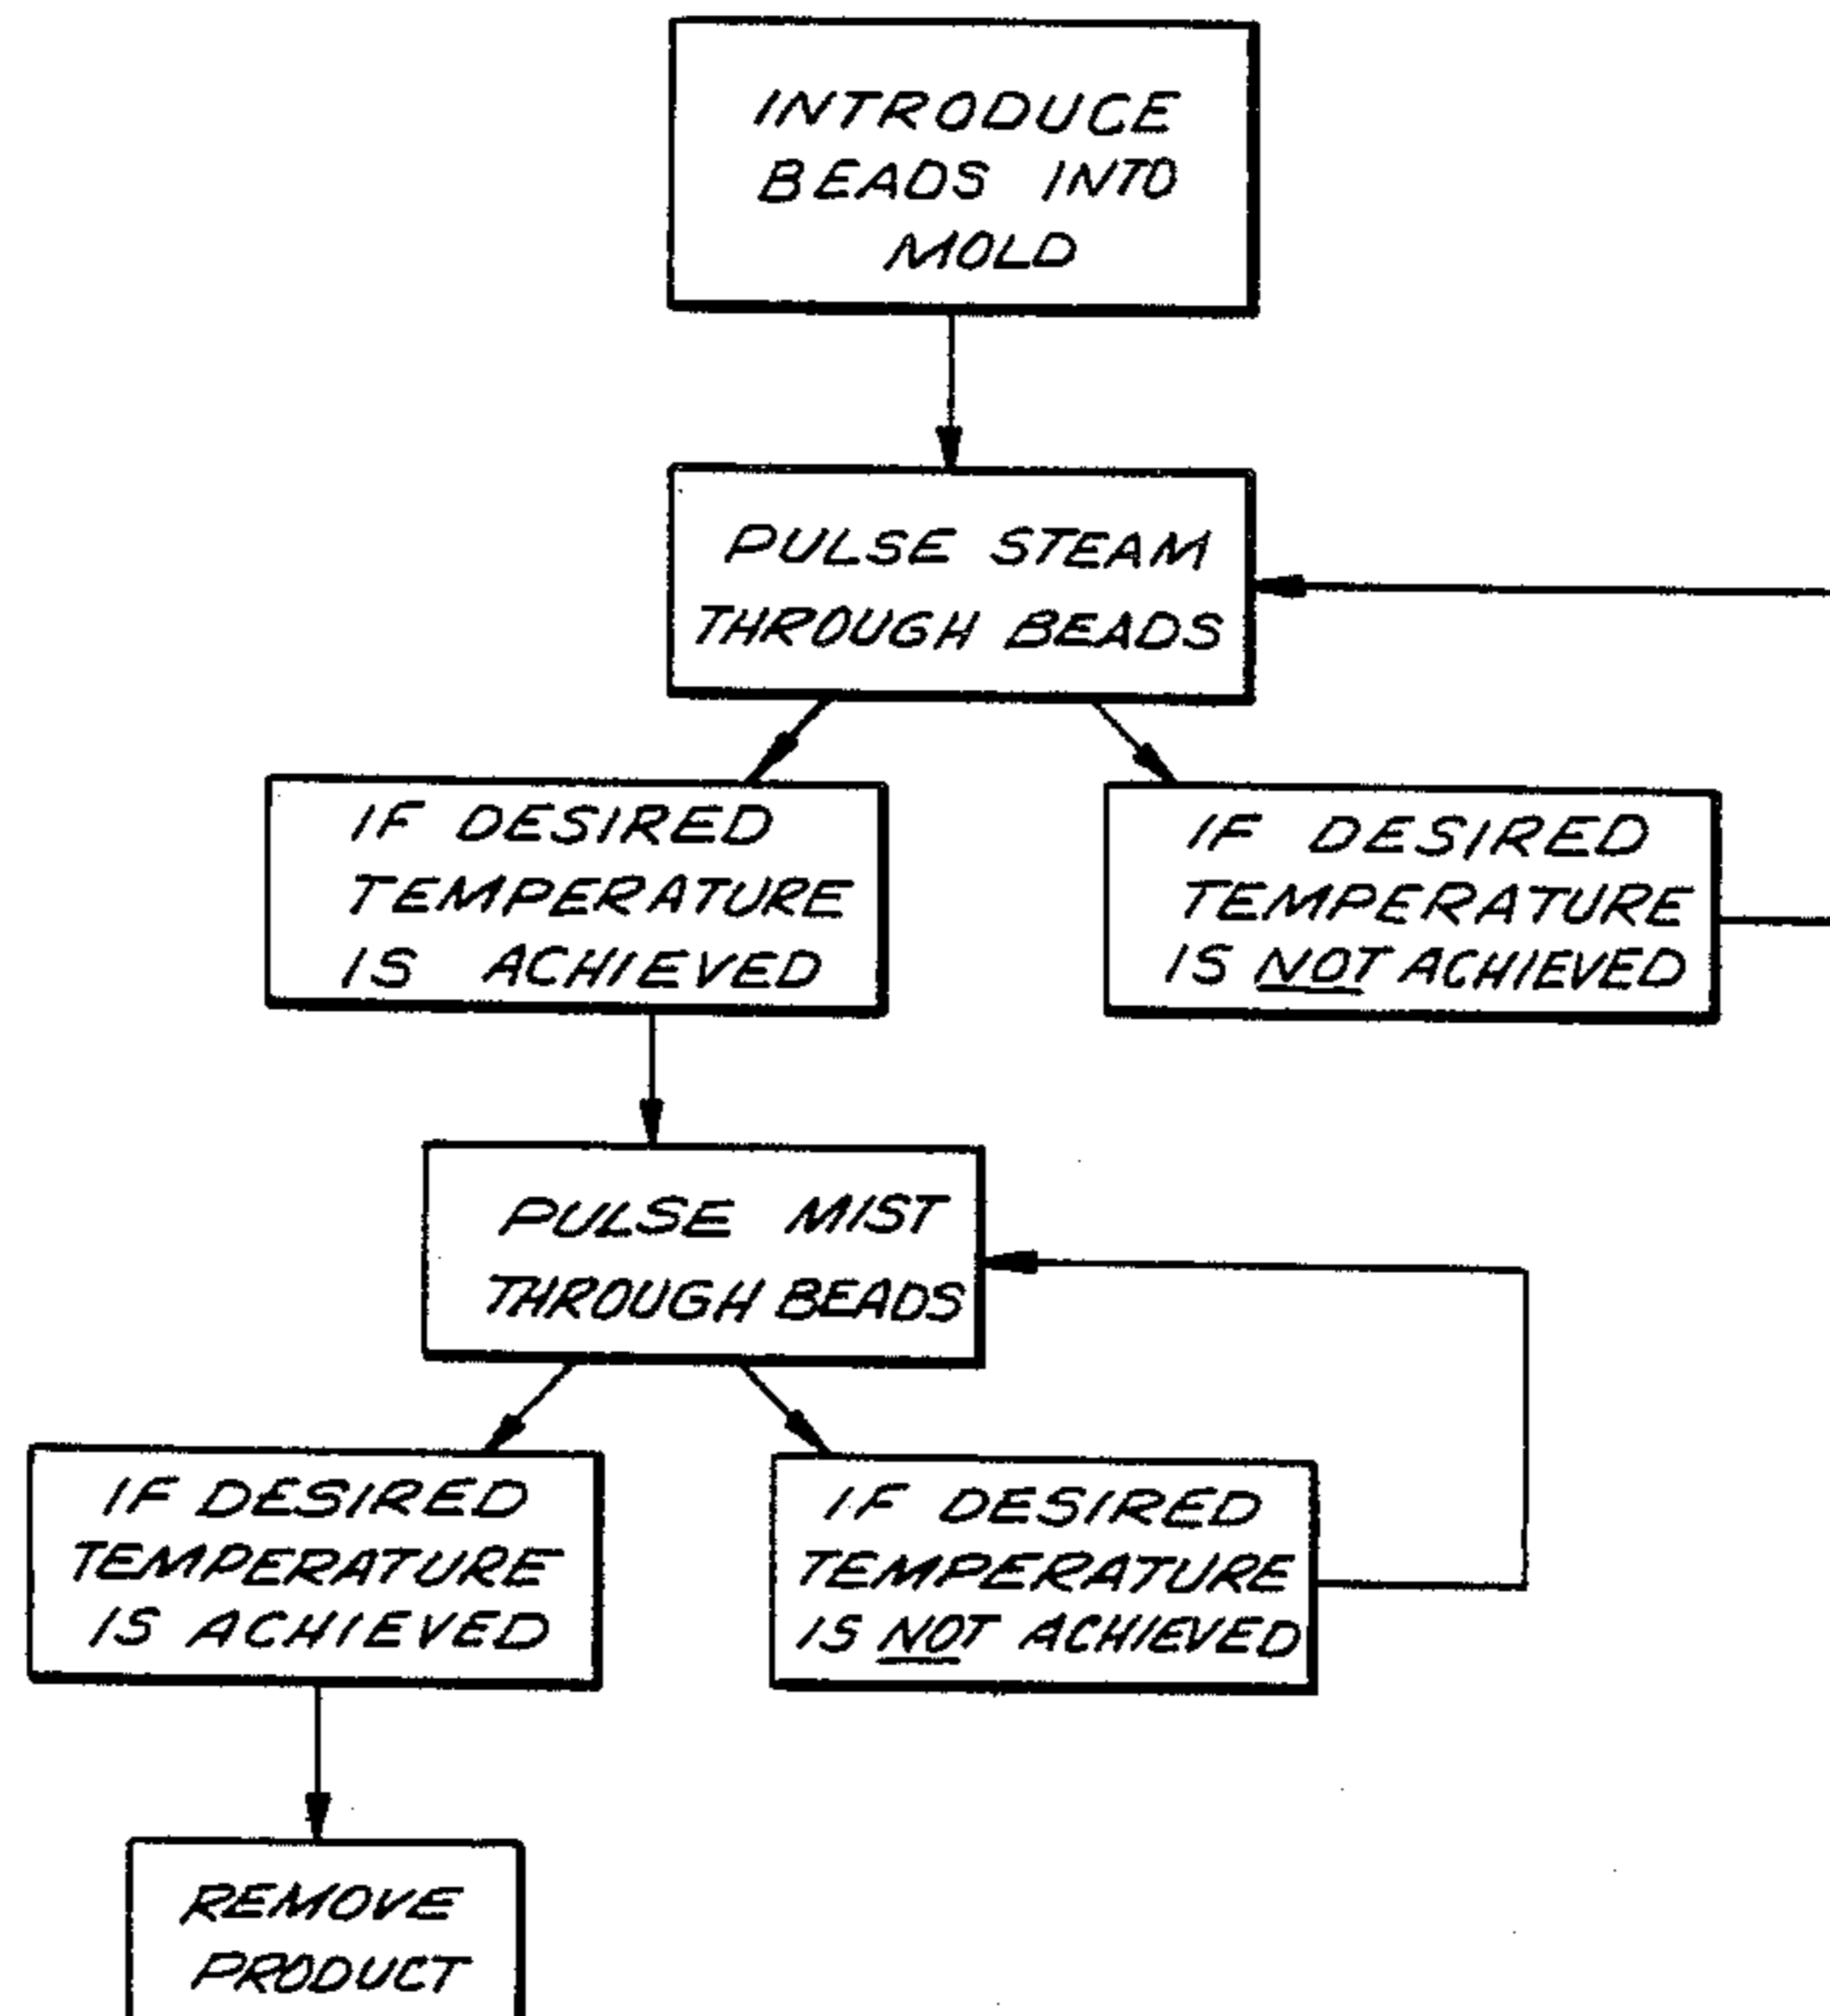 INTRODUCE
BEADS INTO
MOLD
PULSE STEAM
THROUGH BEADS
IF DESIRED
TEMPERATURE
IS ACHIEVED
IF DESIRED
TEMPERATURE
IS NOT ACHIEVED
PULSE MIST
THROUGH BEADS
IF DESIRED
TEMPERATURE
IS ACHIEVED
IF DESIRED
TEMPERATURE
IS NOT ACHIEVED
REMOVE
PRODUCT